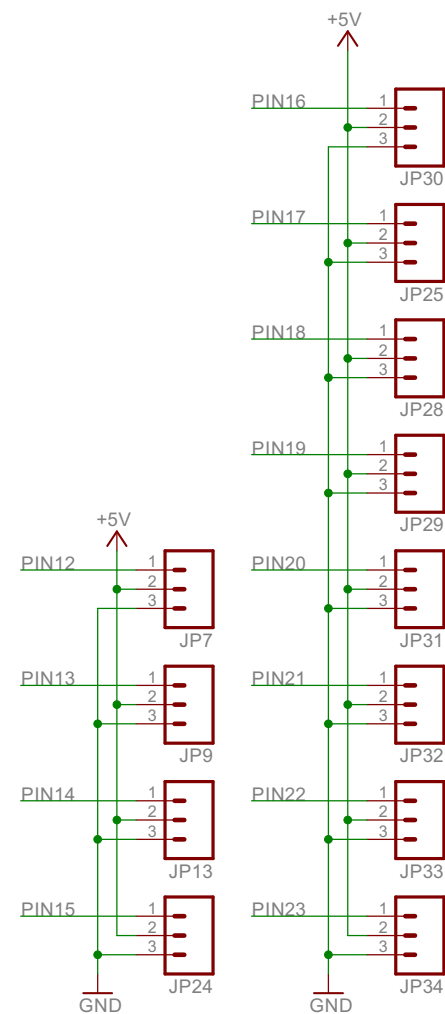 +5V
PIN16 1
2
3
JP30
PIN17 1
2
3
JP25
PIN18 1
2
3
JP28
PIN19 1
2
3
JP29
+5V
PIN12 1
2
3
JP7
PIN20 1
2
3
JP31
PIN13 1
2
3
JP9
PIN21 1
2
3
JP32
PIN14 1
2
3
JP13
PIN22 1
2
3
JP33
PIN15 1
2
3
JP24
PIN23 1
2
3
JP34
GND
GND